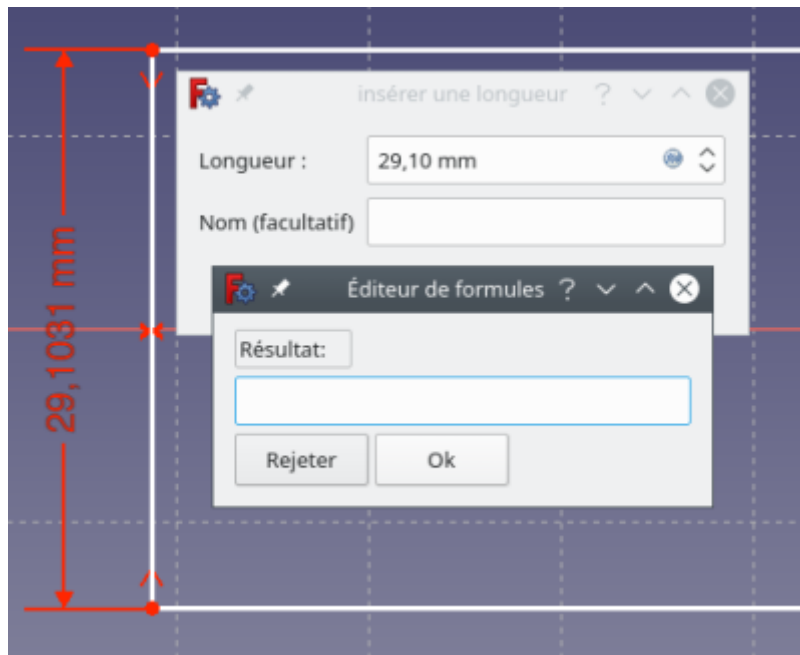 insérer une longueur
Longueur :
29,10 mm
Nom (facultatif)
Éditeur de formules
Résultat:
Rejeter
Ok
29,1031 mm